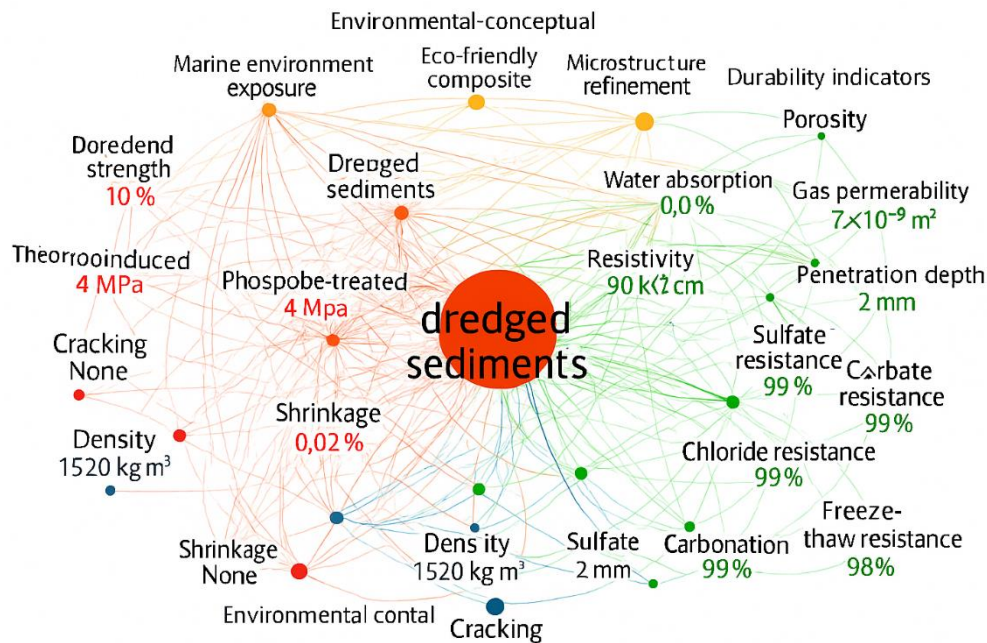 Environmental-conceptual
Marine environment
exposure
Eco-friendly
composite
Microstructure
refinement
Durability indicators
Porosity
Doredend
strength
10 %
Dredged
sediments
Water absorption
0,0 %
Gas permerability
7×10⁻⁹ m²
Theorrooinduced
4 MPa
Phospobe-treated
4 Mpa
Resistivity
90 k
cm
Penetration depth
2 mm
dredged
sediments
Cracking
None
Sulfate
resistance
99 %
resistance
99 %
Shrinkage
0,02 %
Density
1520 kg m³
Chloride resistance
99 %
Shrinkage
None
Density
1520 kg m³
Sulfate
2 mm
Carbonation
99 %
Freeze-
thaw resistance
98%
Environmental contal
Cracking